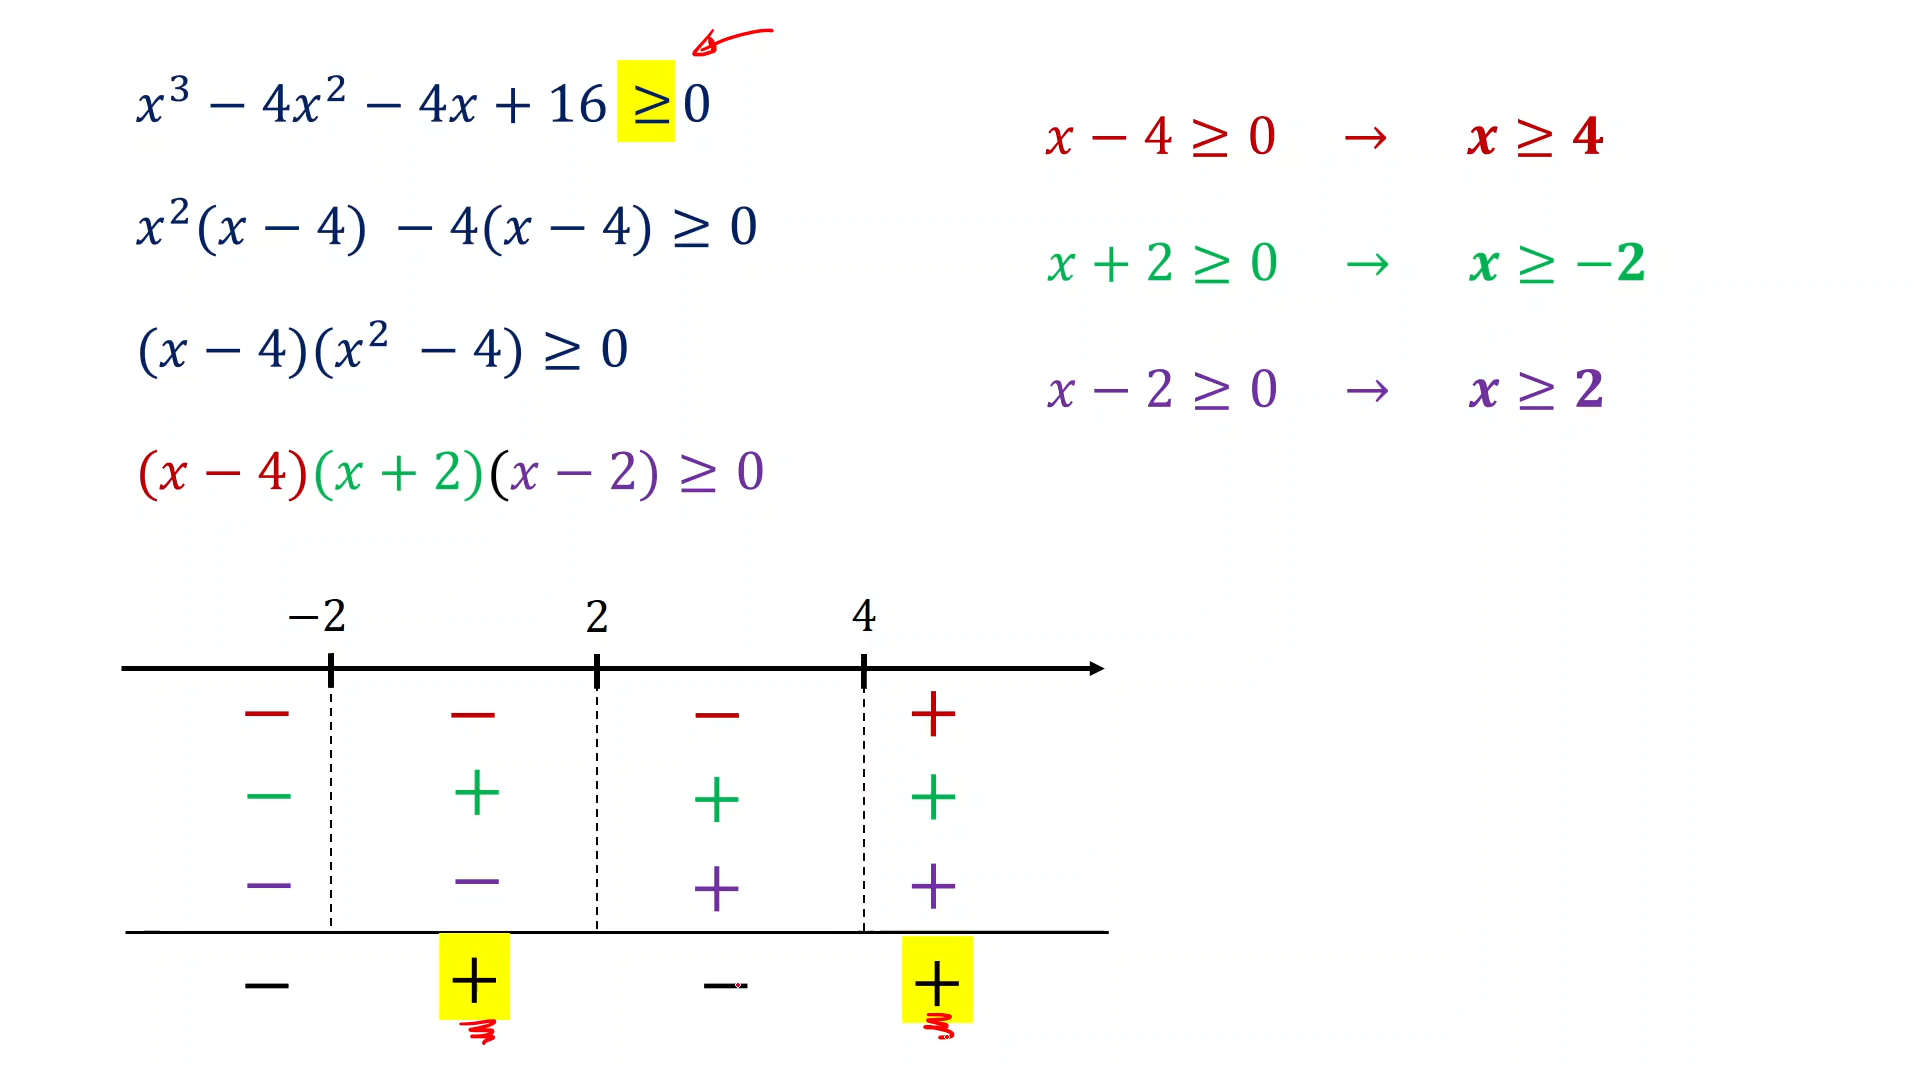 x³ − 4x² − 4x + 16 ≥ 0
x²(x − 4) − 4(x − 4) ≥ 0
(x − 4)(x² − 4) ≥ 0
(x − 4)(x + 2)(x − 2) ≥ 0
x − 4 ≥ 0 → x ≥ 4
x + 2 ≥ 0 → x ≥ −2
x − 2 ≥ 0 → x ≥ 2
−2 2 4
− − − +
− + + +
− − + +
− + − +